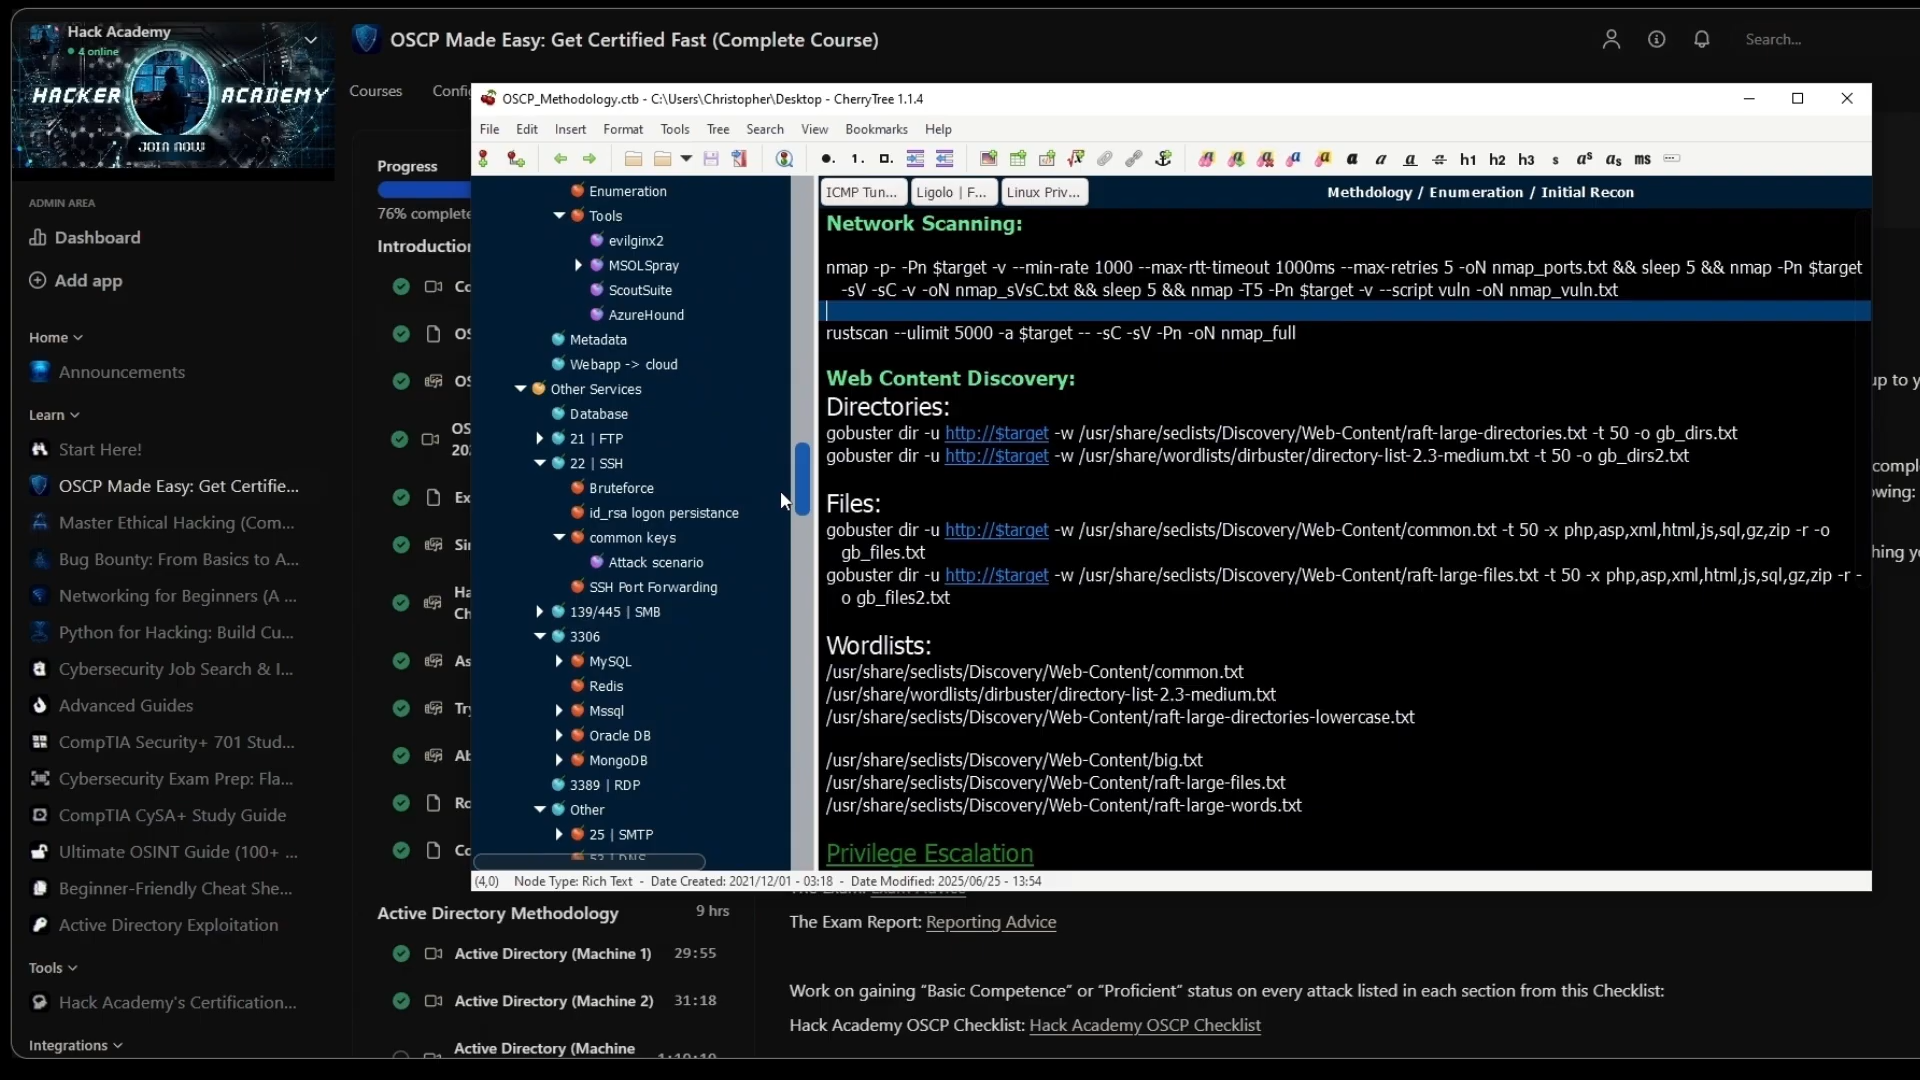 Hack Academy
4 online
HACKER ACADEMY
JOIN NOW
ADMIN AREA
Dashboard
Add app
Home
Announcements
Learn
Start Here!
OSCP Made Easy: Get Certifie...
Master Ethical Hacking (Com...
Bug Bounty: From Basics to A...
Networking for Beginners (A ...
Python for Hacking: Build Cu...
Cybersecurity Job Search & I...
Advanced Guides
CompTIA Security+ 701 Stud...
Cybersecurity Exam Prep: Fla...
CompTIA CySA+ Study Guide
Ultimate OSINT Guide (100+ ...
Beginner-Friendly Cheat She...
Active Directory Exploitation
Tools
Hack Academy's Certification...
Integrations
OSCP Made Easy: Get Certified Fast (Complete Course)
Search...
Courses
Progress
76% complete
OSCP_Methodology.ctb - C:\Users\Christopher\Desktop - CherryTree 1.1.4
File Edit Insert Format Tools Tree Search View Bookmarks Help
h1 h2 h3 s
Enumeration
Tools
evilginx2
MSOLSpray
ScoutSuite
AzureHound
Metadata
Webapp -> cloud
Other Services
Database
21 | FTP
22 | SSH
Bruteforce
id_rsa logon persistance
common keys
Attack scenario
SSH Port Forwarding
139/445 | SMB
3306
MySQL
Redis
Mssql
Oracle DB
MongoDB
3389 | RDP
Other
25 | SMTP
ICMP Tun... Ligolo | F... Linux Priv...
Methdology / Enumeration / Initial Recon
Network Scanning:
nmap -p- -Pn $target -v --min-rate 1000 --max-rtt-timeout 1000ms --max-retries 5 -oN nmap_ports.txt && sleep 5 && nmap -Pn $target
-sV -sC -v -oN nmap_sVsC.txt && sleep 5 && nmap -T5 -Pn $target -v --script vuln -oN nmap_vuln.txt
rustscan --ulimit 5000 -a $target -- -sC -sV -Pn -oN nmap_full
Web Content Discovery:
Directories:
gobuster dir -u http://$target -w /usr/share/seclists/Discovery/Web-Content/raft-large-directories.txt -t 50 -o gb_dirs.txt
gobuster dir -u http://$target -w /usr/share/wordlists/dirbuster/directory-list-2.3-medium.txt -t 50 -o gb_dirs2.txt
Files:
gobuster dir -u http://$target -w /usr/share/seclists/Discovery/Web-Content/common.txt -t 50 -x php,asp,xml,html,js,sql,gz,zip -r -o
gb_files.txt
gobuster dir -u http://$target -w /usr/share/seclists/Discovery/Web-Content/raft-large-files.txt -t 50 -x php,asp,xml,html,js,sql,gz,zip -r -
o gb_files2.txt
Wordlists:
/usr/share/seclists/Discovery/Web-Content/common.txt
/usr/share/wordlists/dirbuster/directory-list-2.3-medium.txt
/usr/share/seclists/Discovery/Web-Content/raft-large-directories-lowercase.txt
/usr/share/seclists/Discovery/Web-Content/big.txt
/usr/share/seclists/Discovery/Web-Content/raft-large-files.txt
/usr/share/seclists/Discovery/Web-Content/raft-large-words.txt
Privilege Escalation
(4,0) Node Type: Rich Text - Date Created: 2021/12/01 - 03:18 - Date Modified: 2025/06/25 - 13:54
Active Directory Methodology 9 hrs
Active Directory (Machine 1) 29:55
Active Directory (Machine 2) 31:18
Active Directory (Machine
The Exam Report: Reporting Advice
Work on gaining “Basic Competence” or “Proficient” status on every attack listed in each section from this Checklist:
Hack Academy OSCP Checklist: Hack Academy OSCP Checklist